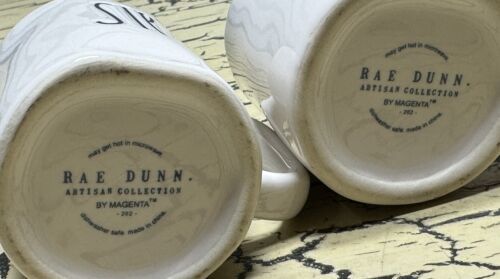 may get hot in microwave.
RAE DUNN.
ARTISAN COLLECTION
BY MAGENTA™
- 262 -
dishwasher safe. made in china.
may get hot in microwave.
RAE DUNN.
ARTISAN COLLECTION
BY MAGENTA™
- 262 -
dishwasher safe. made in china.